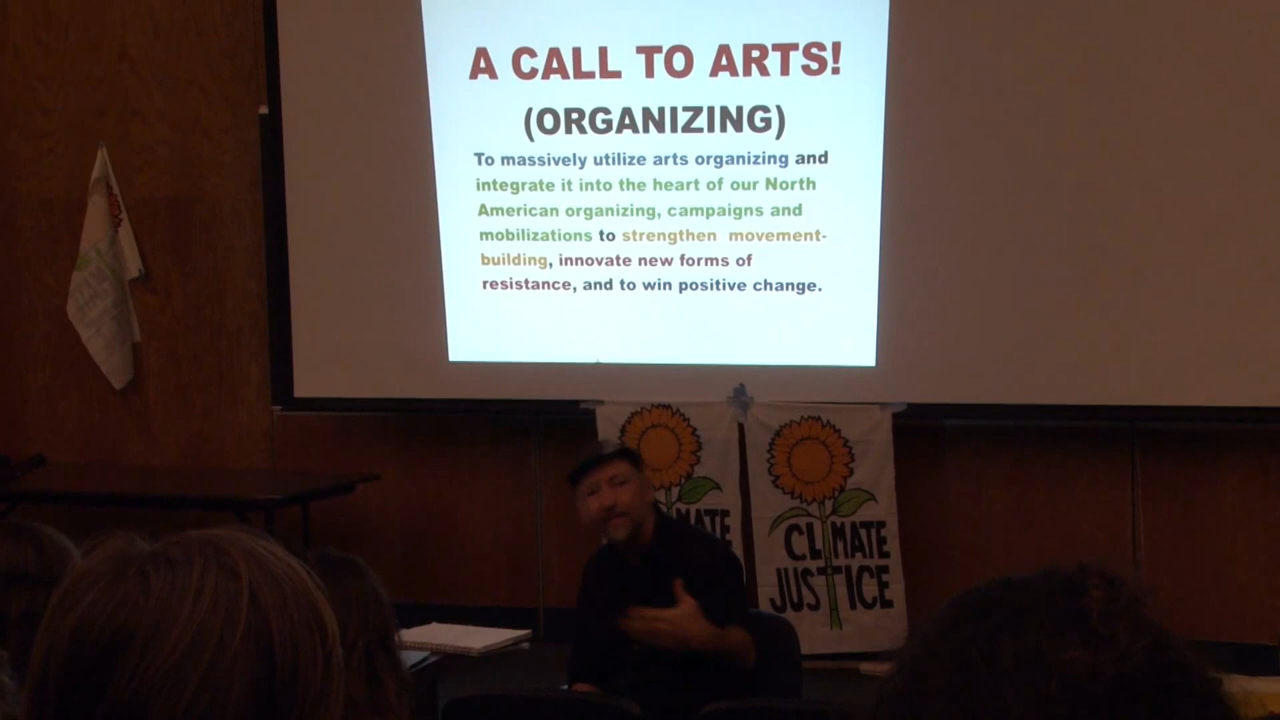 A CALL TO ARTS!
(ORGANIZING)
To massively utilize arts organizing and
integrate it into the heart of our North
American organizing, campaigns and
mobilizations to strengthen movement-
building, innovate new forms of
resistance, and to win positive change.
MATE
CLIMATE
JUSTICE